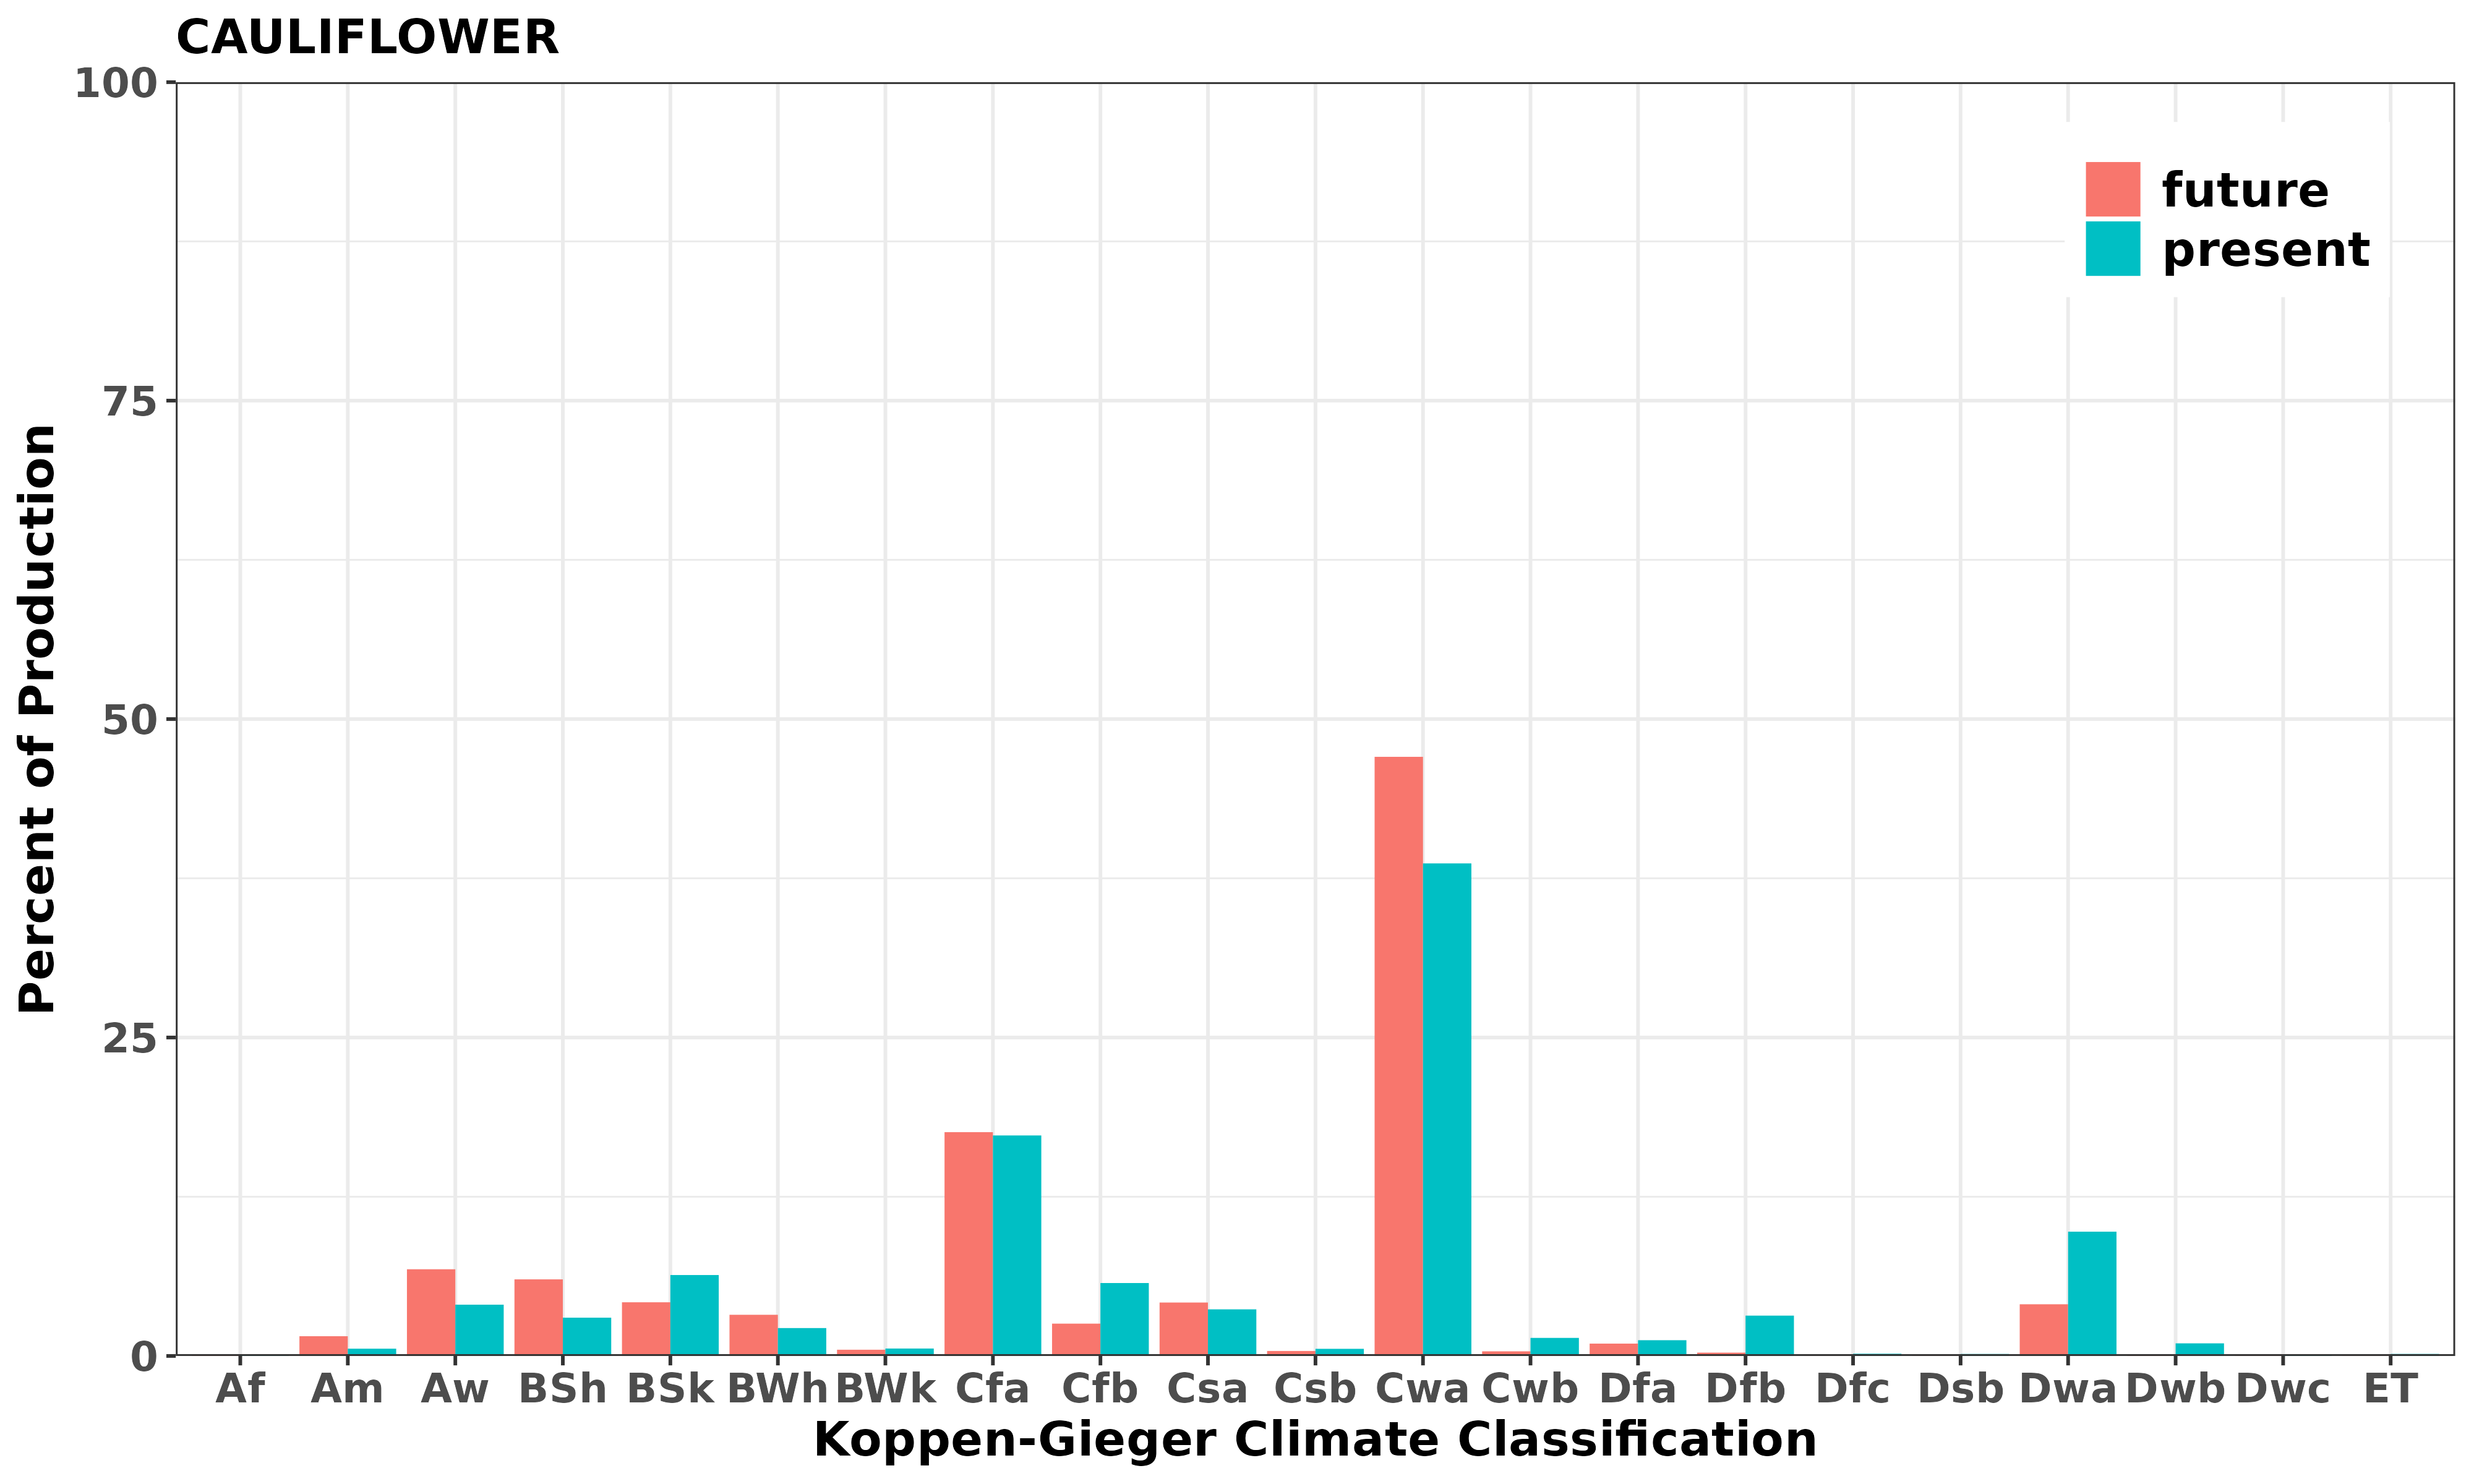 CAULIFLOWER
100
75
50
25
0
Percent of Production
future
present
Af Am Aw BSh BSk BWh BWk Cfa Cfb Csa Csb Cwa Cwb Dfa Dfb Dfc Dsb Dwa Dwb Dwc ET
Koppen-Gieger Climate Classification